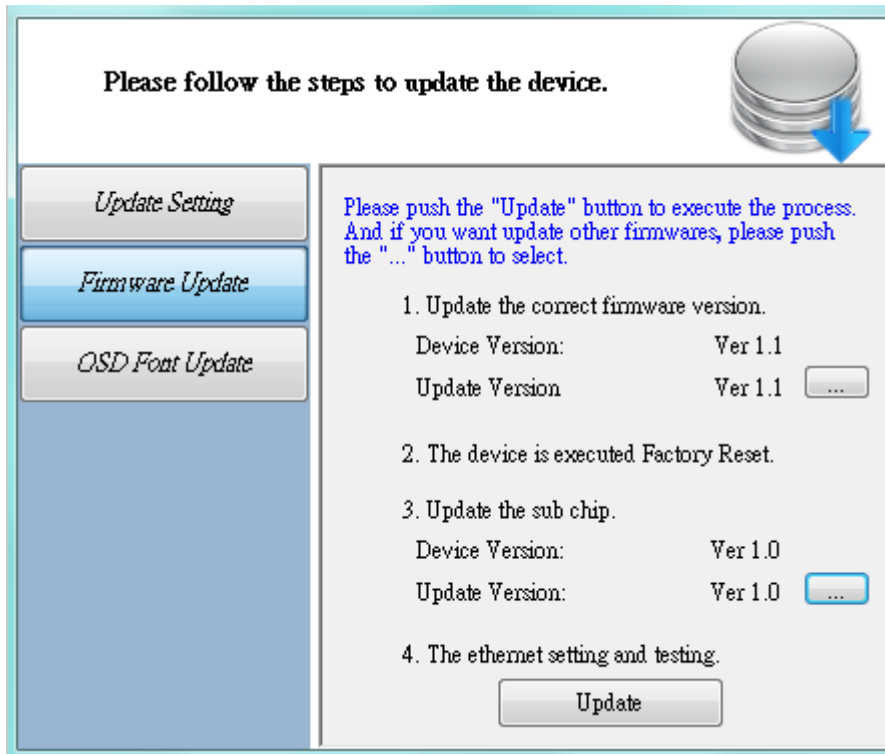 Please follow the steps to update the device.
Update Setting
Firmware Update
OSD Font Update
Please push the "Update" button to execute the process.
And if you want update other firmwares, please push
the "..." button to select.
1. Update the correct firmware version.
Device Version: Ver 1.1
Update Version Ver 1.1 ...
2. The device is executed Factory Reset.
3. Update the sub chip.
Device Version: Ver 1.0
Update Version: Ver 1.0 ...
4. The ethernet setting and testing.
Update